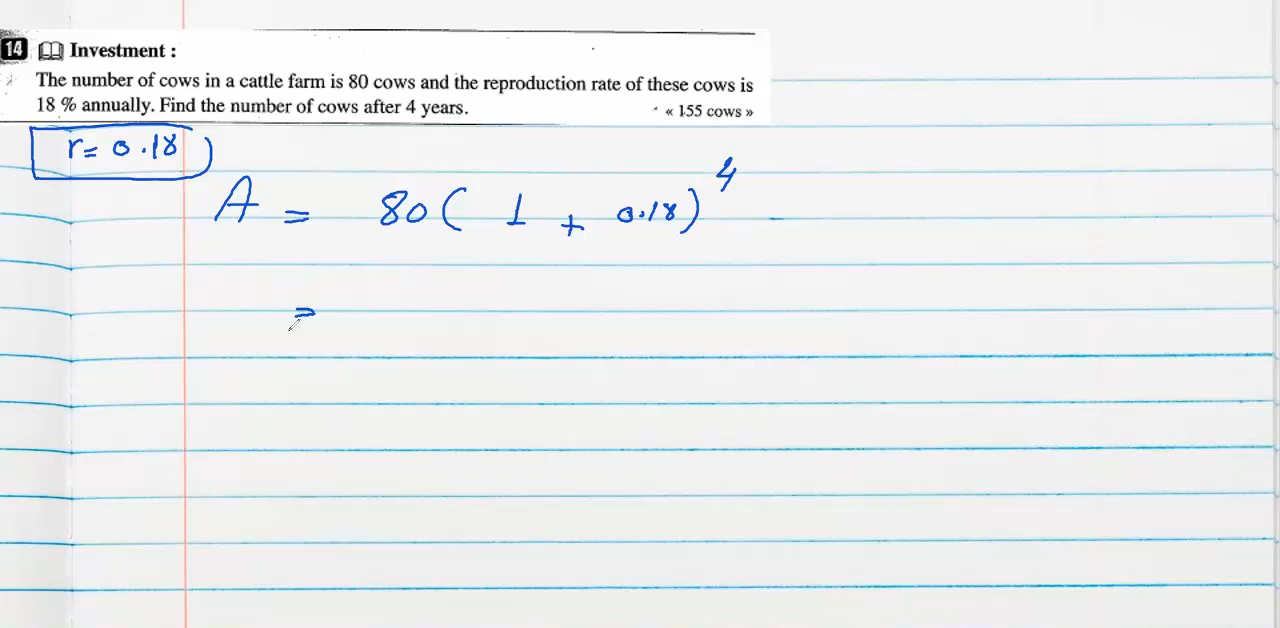 14 Investment :
The number of cows in a cattle farm is 80 cows and the reproduction rate of these cows is
18 % annually. Find the number of cows after 4 years.
« 155 cows »
r= 0.18
A = 80( 1 + 0.18)^4
=